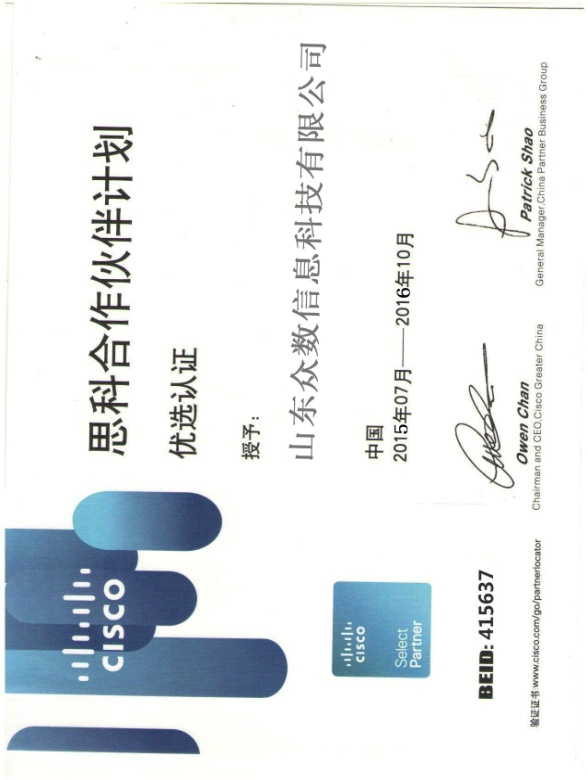 CISCO
思科合作伙伴计划
优选认证
授予:
山东众数信息科技有限公司
中国
2015年07月——2016年10月
CISCO
Select
Partner
BEID: 415637
Owen Chan
Chairman and CEO,Cisco Greater China
Patrick Shao
General Manager,China Partner Business Group
验证证书:www.cisco.com/go/partnerlocator